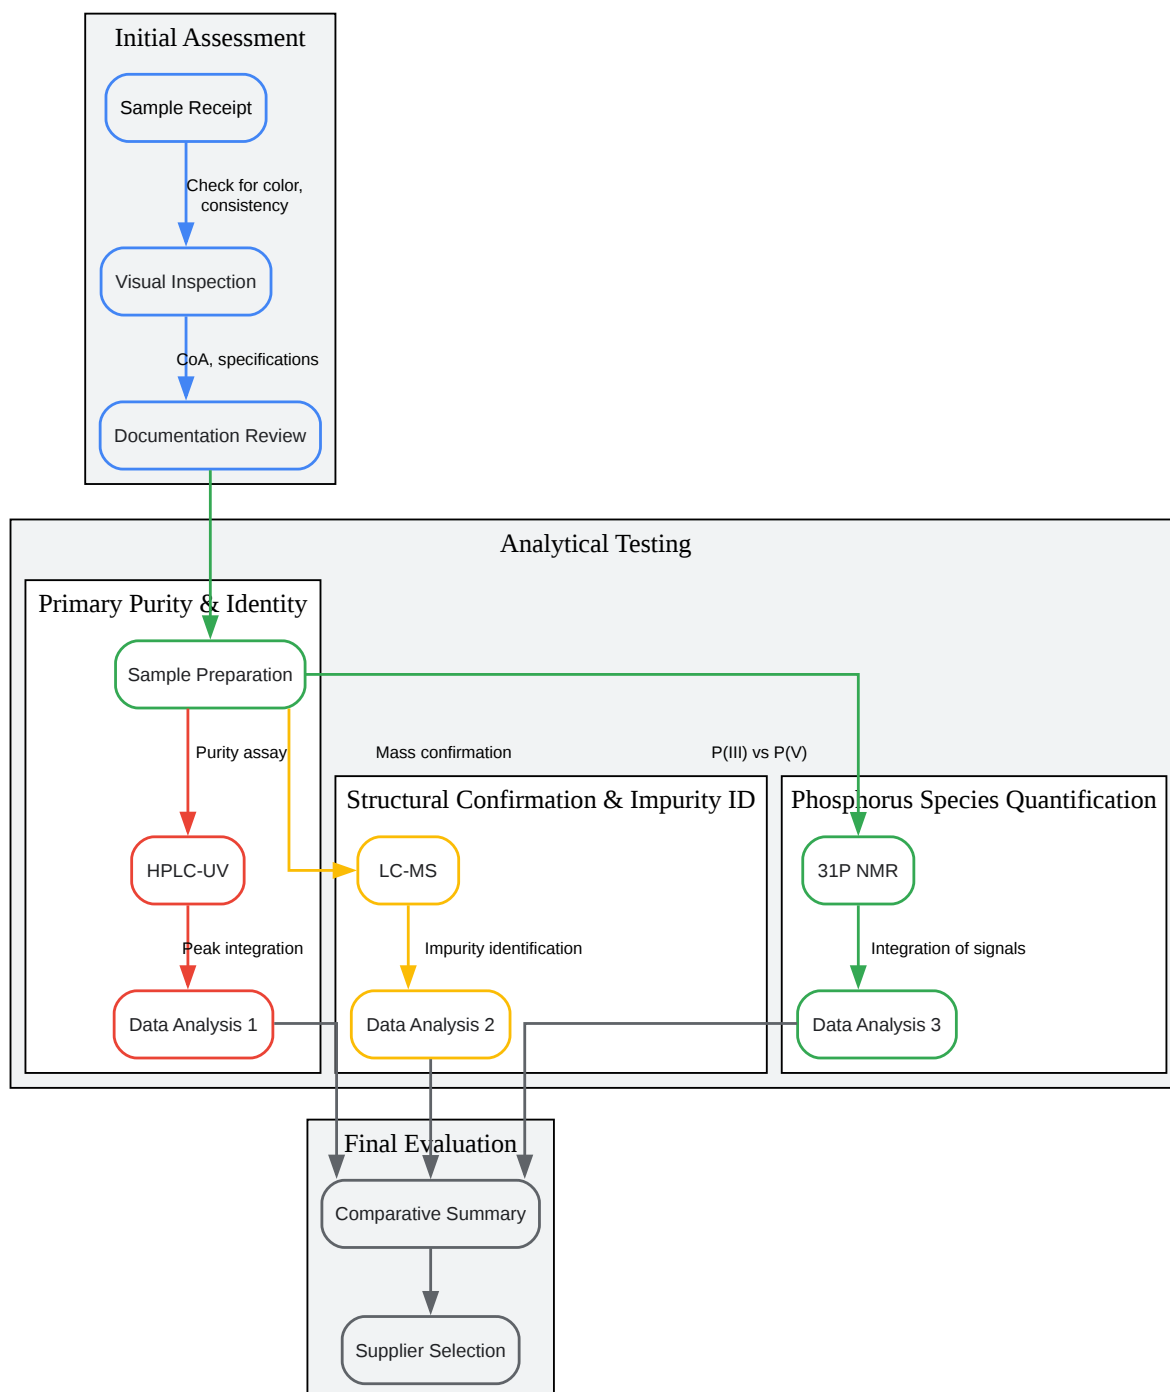 Initial Assessment
Sample Receipt
Check for color,
consistency
Visual Inspection
CoA, specifications
Documentation Review
Analytical Testing
Primary Purity & Identity
Sample Preparation
Purity assay
Mass confirmation
P(III) vs P(V)
Structural Confirmation & Impurity ID
Phosphorus Species Quantification
HPLC-UV
LC-MS
31P NMR
Peak integration
Impurity identification
Integration of signals
Data Analysis 1
Data Analysis 2
Data Analysis 3
Final Evaluation
Comparative Summary
Supplier Selection